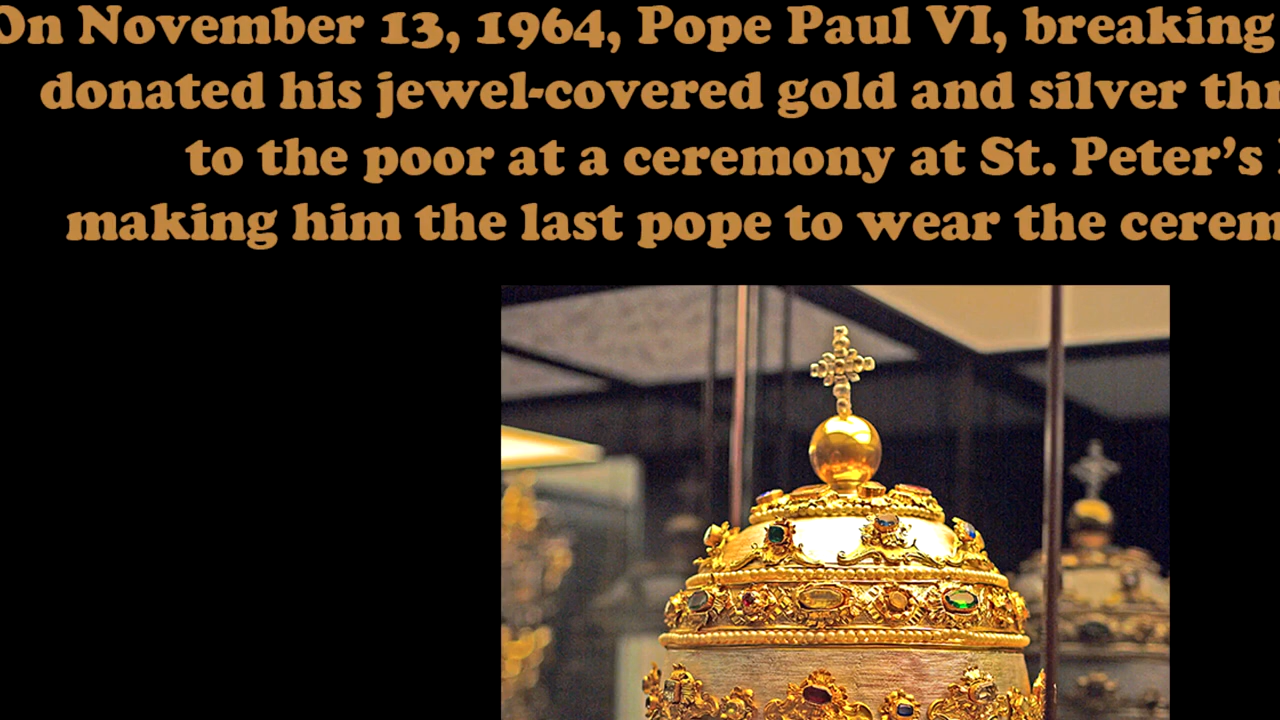 On November 13, 1964, Pope Paul VI, breaking
donated his jewel-covered gold and silver
to the poor at a ceremony at St. Peter’s
making him the last pope to wear the